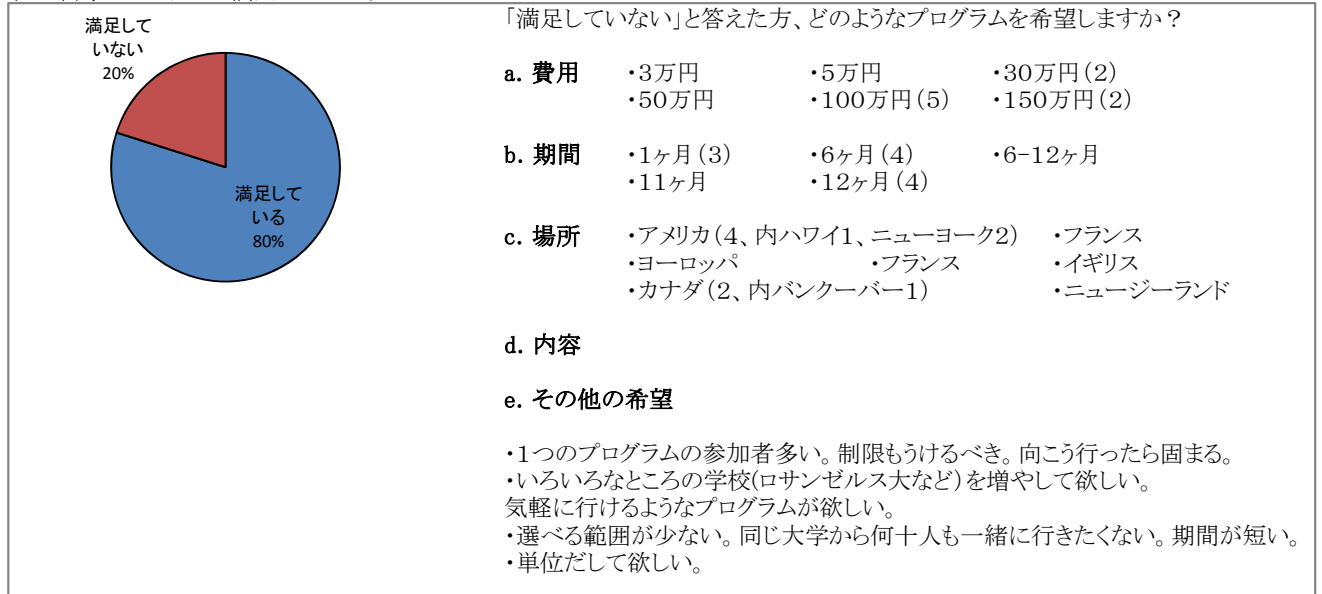 満足して
いない
20%
満足して
いる
80%
「満足していない」と答えた方、どのようなプログラムを希望しますか?
a. 費用 ・3万円 ・5万円 ・30万円(2)
・50万円 ・100万円(5) ・150万円(2)
b. 期間 ・1ヶ月(3) ・6ヶ月(4) ・6-12ヶ月
・11ヶ月 ・12ヶ月(4)
c. 場所 ・アメリカ(4、内ハワイ1、ニューヨーク2) ・フランス
・ヨーロッパ ・フランス ・イギリス
・カナダ(2、内バンクーバー1) ・ニュージーランド
d. 内容
e. その他の希望
・1つのプログラムの参加者多い。制限もうけるべき。向こう行ったら固まる。
・いろいろなところの学校(ロサンゼルス大など)を増やして欲しい。
気軽に行けるようなプログラムが欲しい。
・選べる範囲が少ない。同じ大学から何十人も一緒に行きたくない。期間が短い。
・単位だして欲しい。